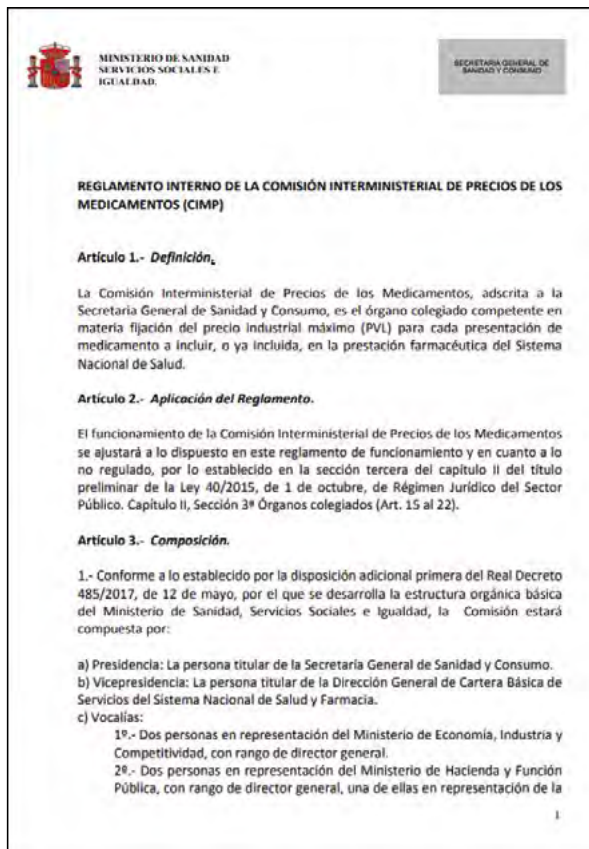 MINISTERIO DE SANIDAD
SERVICIOS SOCIALES E
IGUALDAD.
SECRETARIA GENERAL DE
SANIDAD Y CONSUMO
REGLAMENTO INTERNO DE LA COMISIÓN INTERMINISTERIAL DE PRECIOS DE LOS
MEDICAMENTOS (CIMP)
Artículo 1.- Definición.
La Comisión Interministerial de Precios de los Medicamentos, adscrita a la
Secretaria General de Sanidad y Consumo, es el órgano colegiado competente en
materia fijación del precio industrial máximo (PVL) para cada presentación de
medicamento a incluir, o ya incluida, en la prestación farmacéutica del Sistema
Nacional de Salud.
Artículo 2.- Aplicación del Reglamento.
El funcionamiento de la Comisión Interministerial de Precios de los Medicamentos
se ajustará a lo dispuesto en este reglamento de funcionamiento y en cuanto a lo
no regulado, por lo establecido en la sección tercera del capítulo II del título
preliminar de la Ley 40/2015, de 1 de octubre, de Régimen Jurídico del Sector
Público. Capítulo II, Sección 3ª Órganos colegiados (Art. 15 al 22).
Artículo 3.- Composición.
1.- Conforme a lo establecido por la disposición adicional primera del Real Decreto
485/2017, de 12 de mayo, por el que se desarrolla la estructura orgánica básica
del Ministerio de Sanidad, Servicios Sociales e Igualdad, la Comisión estará
compuesta por:
a) Presidencia: La persona titular de la Secretaría General de Sanidad y Consumo.
b) Vicepresidencia: La persona titular de la Dirección General de Cartera Básica de
Servicios del Sistema Nacional de Salud y Farmacia.
c) Vocalías:
1º.- Dos personas en representación del Ministerio de Economía, Industria y
Competitividad, con rango de director general.
2º.- Dos personas en representación del Ministerio de Hacienda y Función
Pública, con rango de director general, una de ellas en representación de la
1